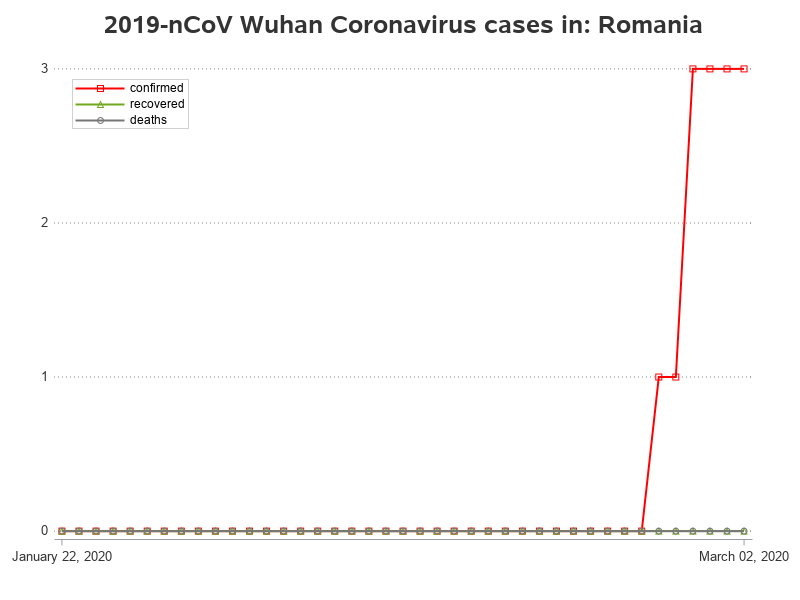 2019-nCoV Wuhan Coronavirus cases in: Romania
3
confirmed
recovered
deaths
2
1
0
January 22, 2020
March 02, 2020